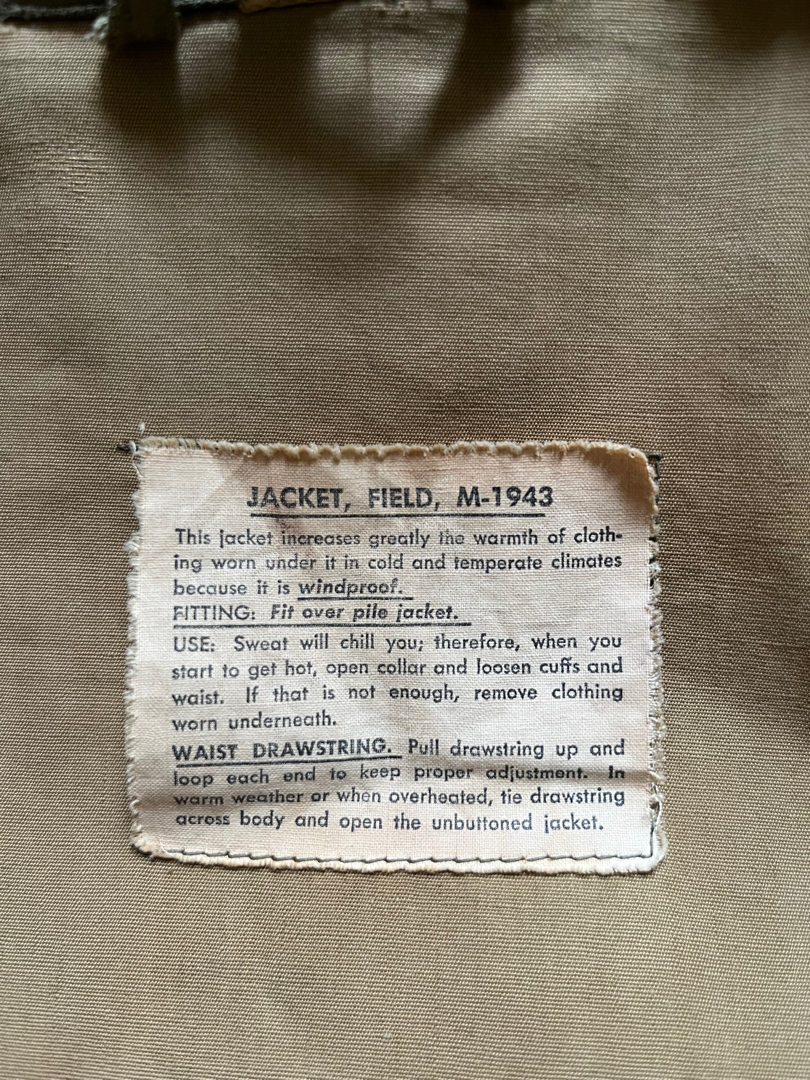 JACKET, FIELD, M-1943
This jacket increases greatly the warmth of cloth-
ing worn under it in cold and temperate climates
because it is windproof.
FITTING: Fit over pile jacket.
USE: Sweat will chill you; therefore, when you
start to get hot, open collar and loosen cuffs and
waist. If that is not enough, remove clothing
worn underneath.
WAIST DRAWSTRING. Pull drawstring up and
loop each end to keep proper adjustment. In
warm weather or when overheated, tie drawstring
across body and open the unbuttoned jacket.